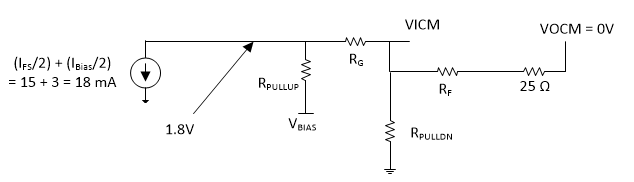 VICM
VOCM = 0V
(I_FS/2) + (I_Bias/2)
= 15 + 3 = 18 mA
R_G
R_PULLUP
R_F
25 Ω
1.8V
V_BIAS
R_PULLDN